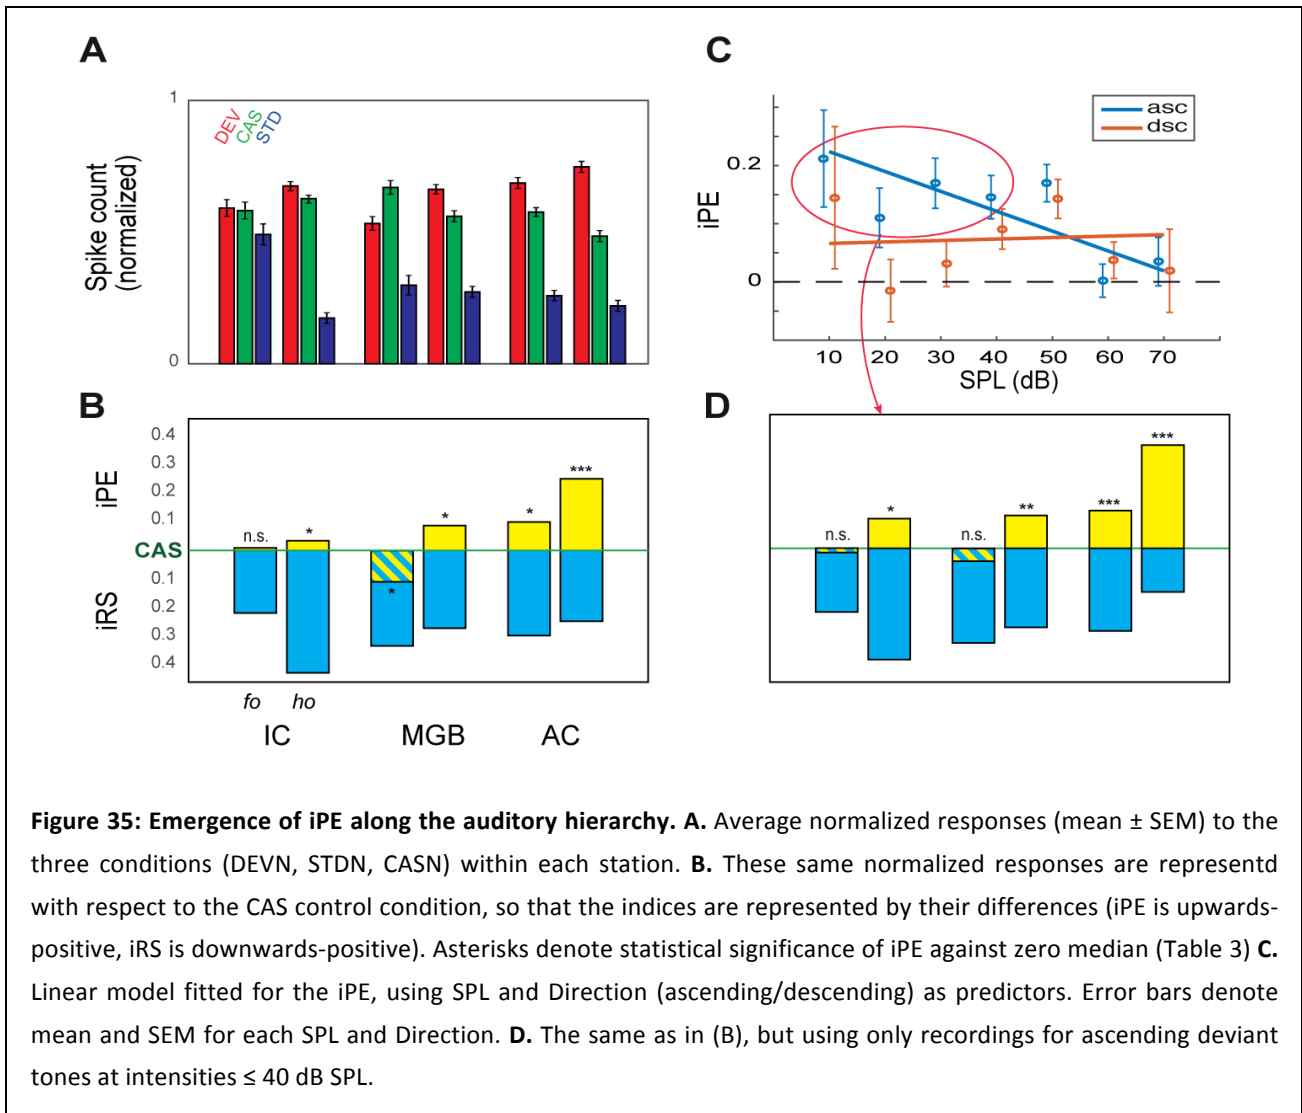 A
1
DEV
CAS
STD
Spike count
(normalized)
0
C
asc
dsc
iPE
0.2
0
10 20 30 40 50 60 70
SPL (dB)
B
0.4
0.3
0.2
0.1
iPE
CAS
0.1
0.2
0.3
0.4
iRS
n.s. * * * * ***
fo ho
IC MGB AC
D
n.s. * n.s. ** *** ***
Figure 35: Emergence of iPE along the auditory hierarchy. A. Average normalized responses (mean ± SEM) to the
three conditions (DEVN, STDN, CASN) within each station. B. These same normalized responses are representd
with respect to the CAS control condition, so that the indices are represented by their differences (iPE is upwards-
positive, iRS is downwards-positive). Asterisks denote statistical significance of iPE against zero median (Table 3) C.
Linear model fitted for the iPE, using SPL and Direction (ascending/descending) as predictors. Error bars denote
mean and SEM for each SPL and Direction. D. The same as in (B), but using only recordings for ascending deviant
tones at intensities ≤ 40 dB SPL.